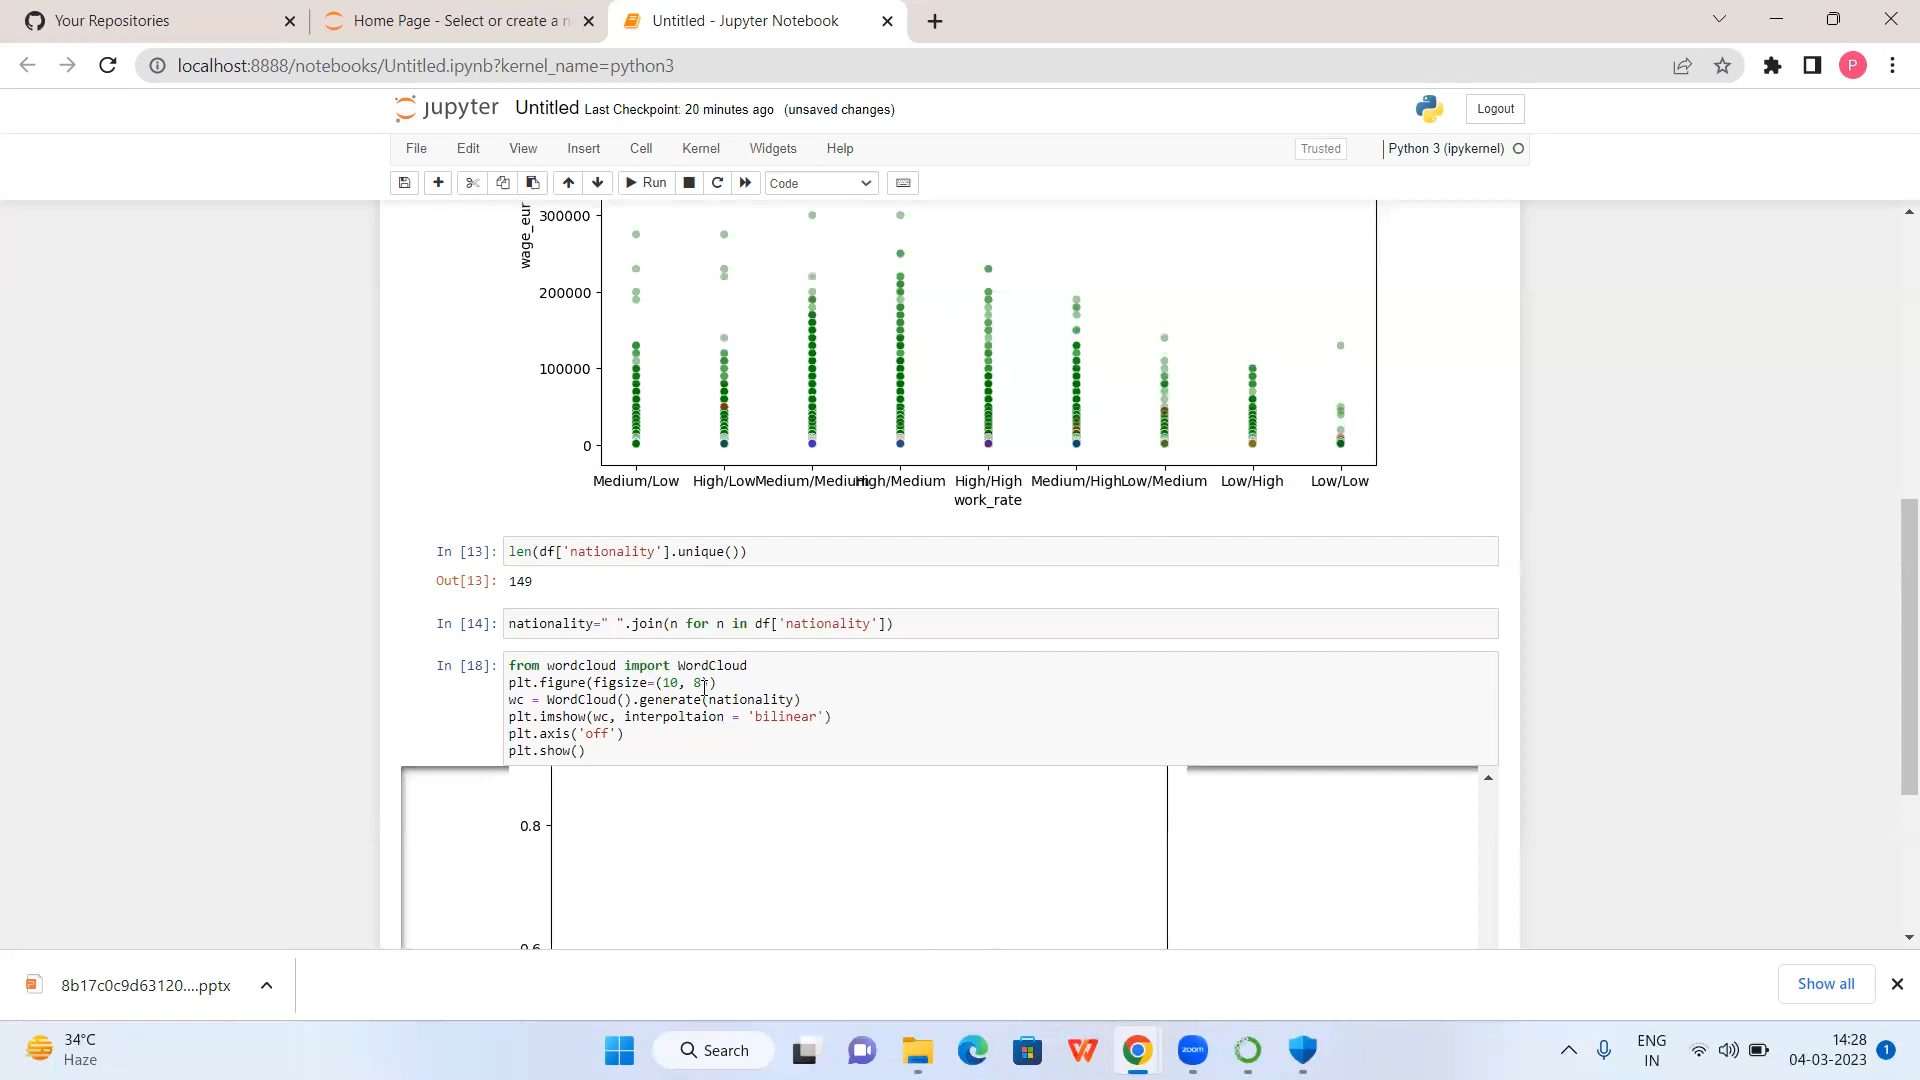 Your Repositories
Home Page - Select or create a n
Untitled - Jupyter Notebook
localhost:8888/notebooks/Untitled.ipynb?kernel_name=python3
P
jupyter Untitled Last Checkpoint: 20 minutes ago (unsaved changes)
Logout
File Edit View Insert Cell Kernel Widgets Help
Trusted
Python 3 (ipykernel)
Run
Code
wage_eur
300000
200000
100000
0
Medium/Low High/Low Medium/Medium High/Medium High/High Medium/High Low/Medium Low/High Low/Low
work_rate
In [13]: len(df['nationality'].unique())
Out[13]: 149
In [14]: nationality=" ".join(n for n in df['nationality'])
In [18]: from wordcloud import WordCloud
plt.figure(figsize=(10, 8))
wc = WordCloud().generate(nationality)
plt.imshow(wc, interpoltaion = 'bilinear')
plt.axis('off')
plt.show()
0.8
0.6
8b17c0c9d63120....pptx
Show all
34°C
Haze
Search
zoom
ENG
IN
14:28
04-03-2023
1